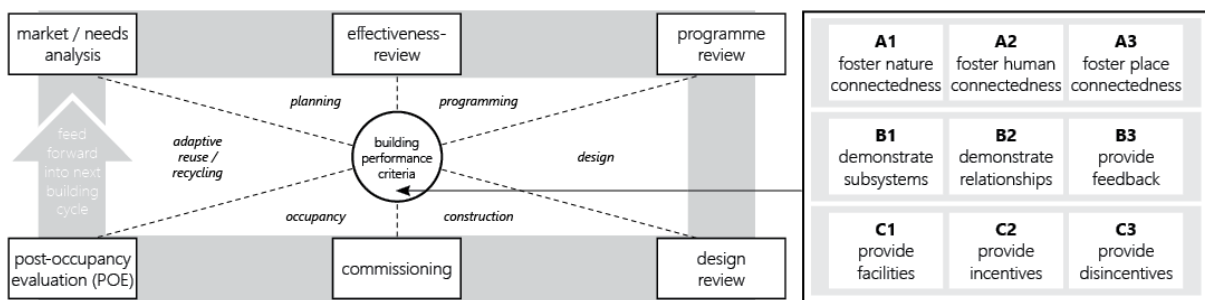 market / needs
analysis
effectiveness-
review
programme
review
planning
programming
adaptive
reuse /
recycling
building
performance
criteria
design
feed
forward
into next
building
cycle
occupancy
construction
post-occupancy
evaluation (POE)
commissioning
design
review
A1
foster nature
connectedness
A2
foster human
connectedness
A3
foster place
connectedness
B1
demonstrate
subsystems
B2
demonstrate
relationships
B3
provide
feedback
C1
provide
facilities
C2
provide
incentives
C3
provide
disincentives